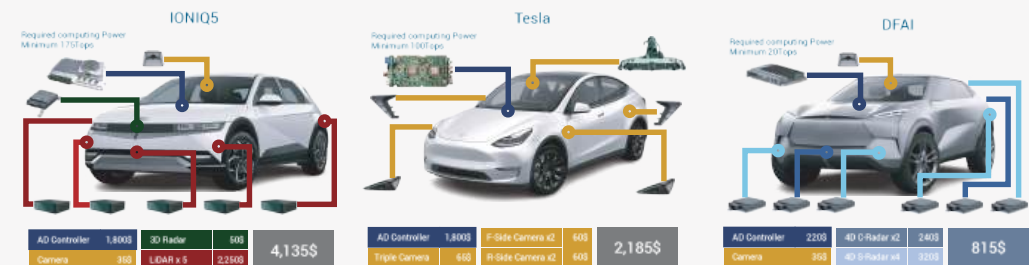 IONIQ5
Required computing Power
Minimum 175Tops
AD Controller 1,800$
Camera 35$
3D Radar 50$
LiDAR x 5 2,250$
4,135$
Tesla
Required computing Power
Minimum 100Tops
AD Controller 1,800$
Triple Camera 65$
F-Side Camera x2 60$
R-Side Camera x2 60$
2,185$
DFAI
Required computing Power
Minimum 20Tops
AD Controller 220$
Camera 35$
4D C-Radar x2 240$
4D S-Radar x4 320$
815$